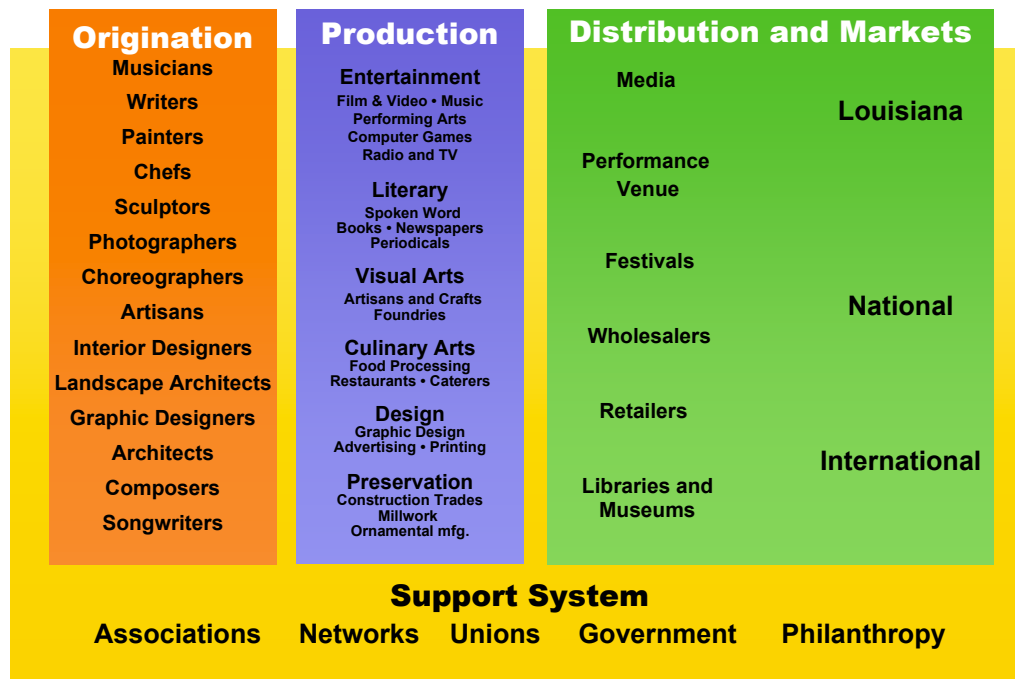 Origination
Musicians
Writers
Painters
Chefs
Sculptors
Photographers
Choreographers
Artisans
Interior Designers
Landscape Architects
Graphic Designers
Architects
Composers
Songwriters
Production
Entertainment
Film & Video • Music
Performing Arts
Computer Games
Radio and TV
Literary
Spoken Word
Books • Newspapers
Periodicals
Visual Arts
Artisans and Crafts
Foundries
Culinary Arts
Food Processing
Restaurants • Caterers
Design
Graphic Design
Advertising • Printing
Preservation
Construction Trades
Millwork
Ornamental mfg.
Distribution and Markets
Media
Performance
Venue
Festivals
Wholesalers
Retailers
Libraries and
Museums
Louisiana
National
International
Support System
Associations Networks Unions Government Philanthropy